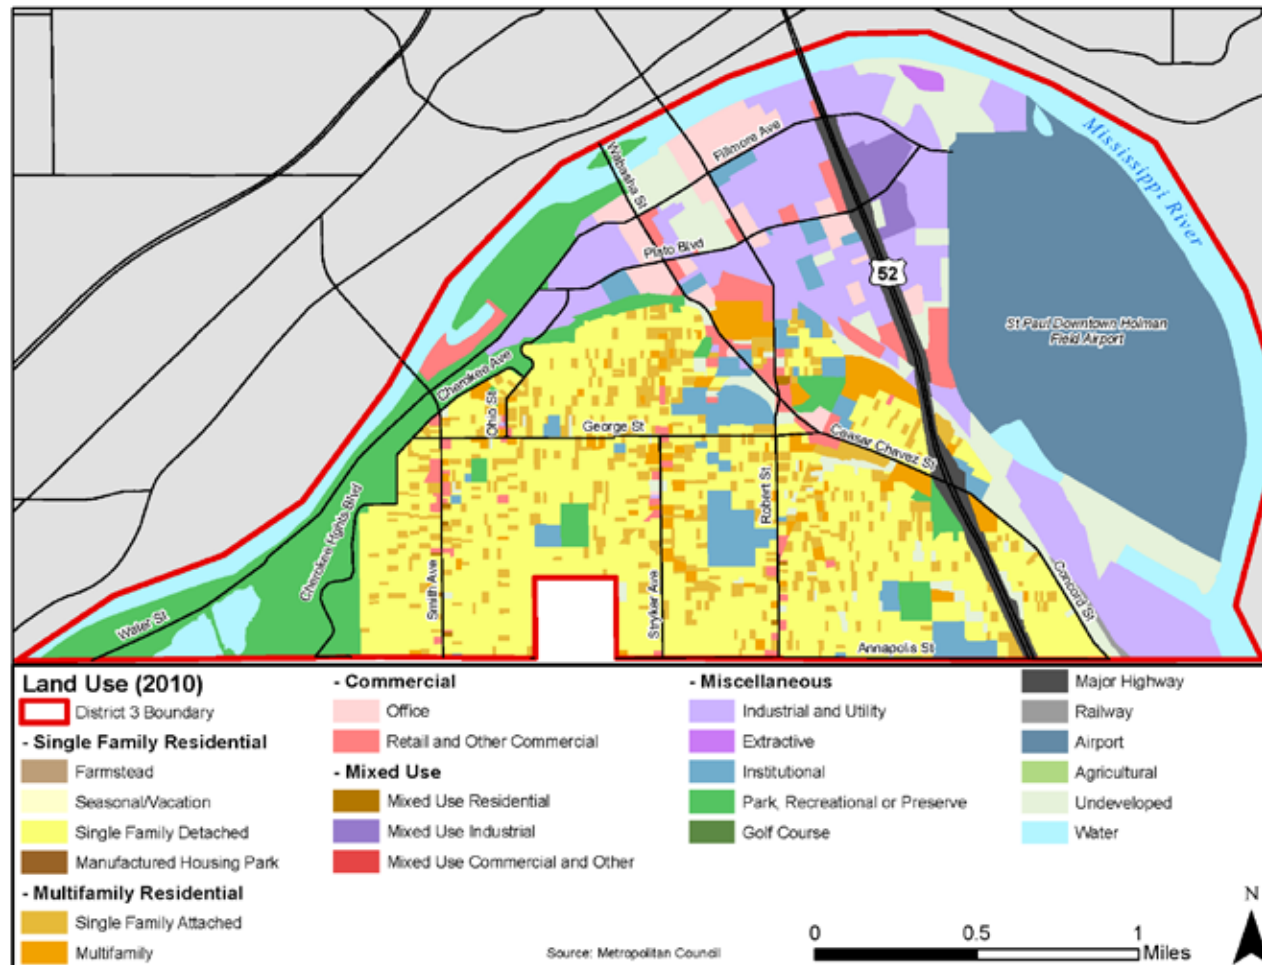 Mississippi River
Wabasha St
Fillmore Ave
Plato Blvd
52
St Paul Downtown Holman
Field Airport
Cherokee Ave
Ohio St
George St
Ceasar Chavez St
Robert St
Cherokee Hghts Blvd
Smith Ave
Stryker Ave
Concord St
Water St
Annapolis St
Land Use (2010)
District 3 Boundary
- Single Family Residential
Farmstead
Seasonal/Vacation
Single Family Detached
Manufactured Housing Park
- Multifamily Residential
Single Family Attached
Multifamily
- Commercial
Office
Retail and Other Commercial
- Mixed Use
Mixed Use Residential
Mixed Use Industrial
Mixed Use Commercial and Other
- Miscellaneous
Industrial and Utility
Extractive
Institutional
Park, Recreational or Preserve
Golf Course
Major Highway
Railway
Airport
Agricultural
Undeveloped
Water
Source: Metropolitan Council
0 0.5 1
Miles
N